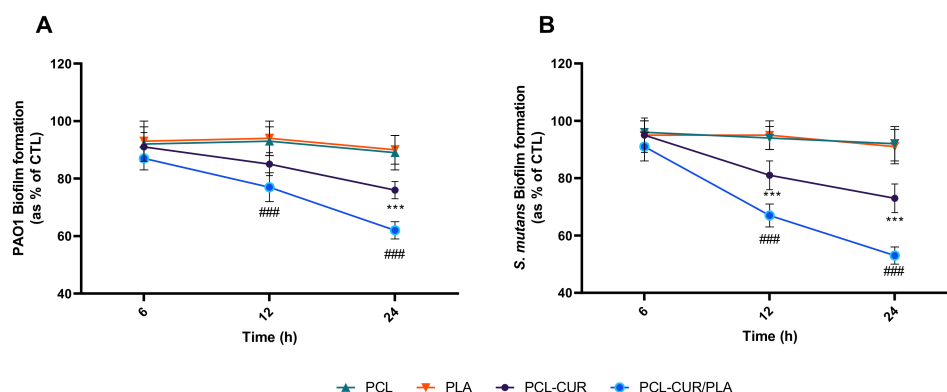 A
PAO1 Biofilm formation
(as % of CTL)
120
100
80
60
40
6
12
24
Time (h)
###
***
###
B
S. mutans Biofilm formation
(as % of CTL)
120
100
80
60
40
6
12
24
Time (h)
***
###
***
###
PCL PLA PCL-CUR PCL-CUR/PLA